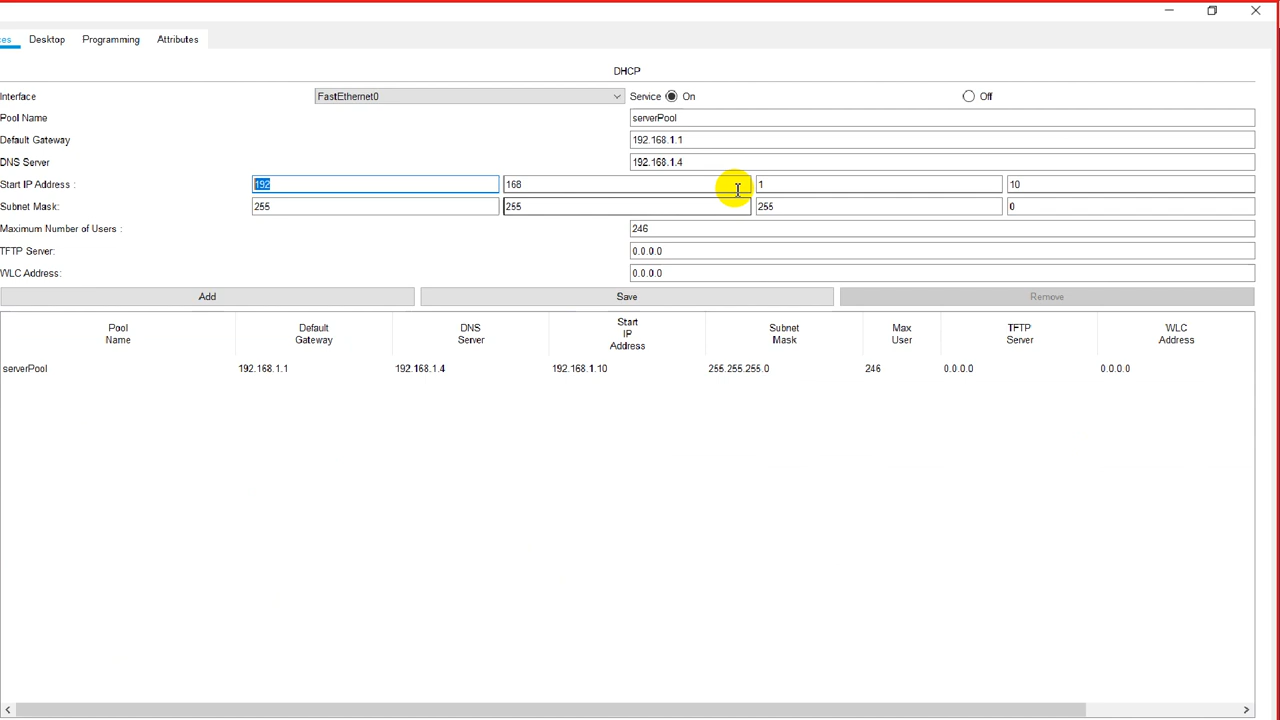 ces Desktop Programming Attributes
DHCP
Interface FastEthernet0 Service On Off
Pool Name serverPool
Default Gateway 192.168.1.1
DNS Server 192.168.1.4
Start IP Address : 192 168 1 10
Subnet Mask: 255 255 255 0
Maximum Number of Users : 246
TFTP Server: 0.0.0.0
WLC Address: 0.0.0.0
Add Save Remove
Pool Name Default Gateway DNS Server Start IP Address Subnet Mask Max User TFTP Server WLC Address
serverPool 192.168.1.1 192.168.1.4 192.168.1.10 255.255.255.0 246 0.0.0.0 0.0.0.0